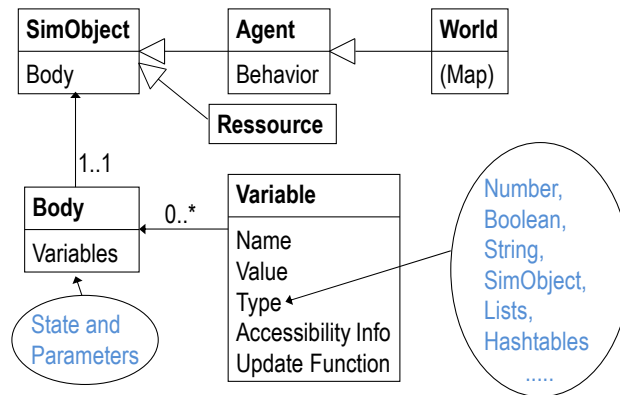 SimObject
Body
Agent
Behavior
World
(Map)
Ressource
1..1
Body
Variables
0..*
Variable
Name
Value
Type
Accessibility Info
Update Function
State and
Parameters
Number,
Boolean,
String,
SimObject,
Lists,
Hashtables
.....